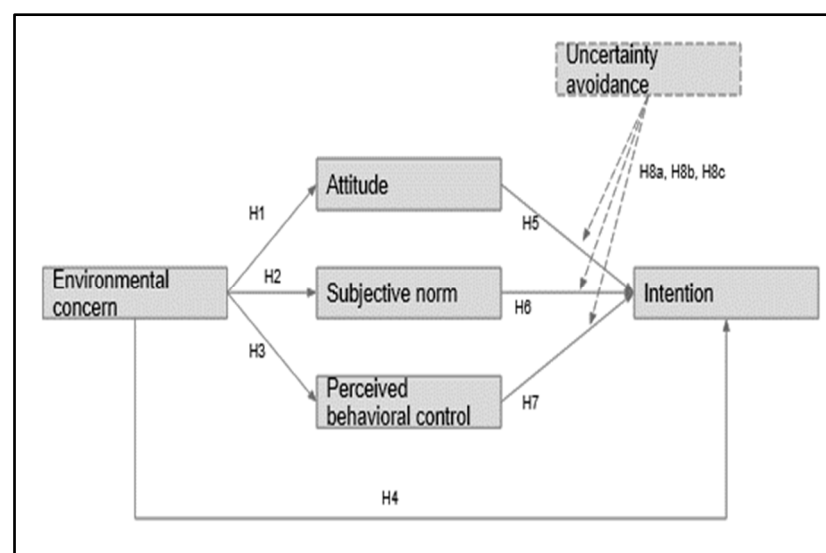 Uncertainty
avoidance
H8a, H8b, H8c
Attitude
H1
H5
Environmental
concern
H2
Subjective norm
H6
Intention
H3
Perceived
behavioral control
H7
H4